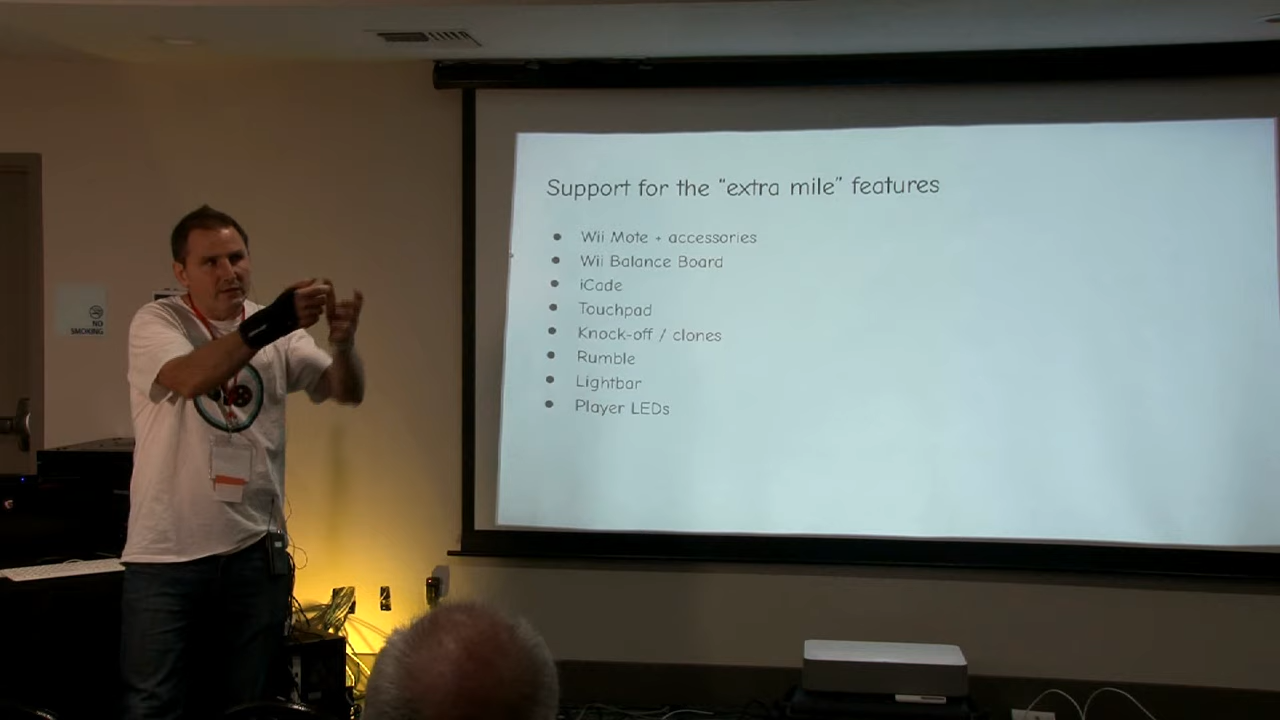 Support for the "extra mile" features
● Wii Mote + accessories
● Wii Balance Board
● iCade
● Touchpad
● Knock-off / clones
● Rumble
● Lightbar
● Player LEDs
NO
SMOKING